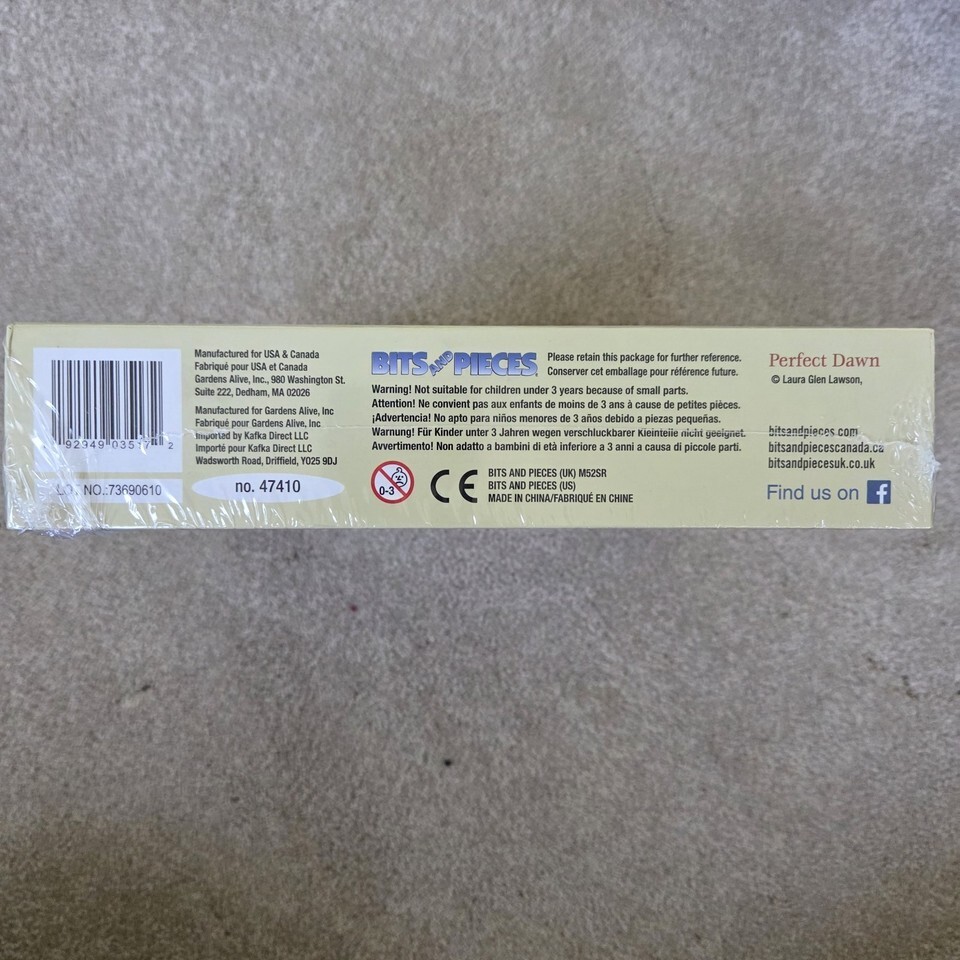 92949 03517 2
LOT NO.:73690610
Manufactured for USA & Canada
Fabriqué pour USA et Canada
Gardens Alive, Inc., 980 Washington St.
Suite 222, Dedham, MA 02026
Manufactured for Gardens Alive, Inc
Fabriqué pour Gardens Alive, Inc.
Imported by Kafka Direct LLC
Importé pour Kafka Direct LLC
Wadsworth Road, Driffield, YO25 9DJ
no. 47410
BITS AND PIECES
Please retain this package for further reference.
Conserver cet emballage pour référence future.
Warning! Not suitable for children under 3 years because of small parts.
Attention! Ne convient pas aux enfants de moins de 3 ans à cause de petites pièces.
¡Advertencia! No apto para niños menores de 3 años debido a piezas pequeñas.
Warnung! Für Kinder unter 3 Jahren wegen verschluckbarer Kleinteile nicht geeignet.
Avvertimento! Non adatto a bambini di età inferiore a 3 anni a causa di piccole parti.
0-3
CE
BITS AND PIECES (UK) M52SR
BITS AND PIECES (US)
MADE IN CHINA/FABRIQUÉ EN CHINE
Perfect Dawn
© Laura Glen Lawson,
bitsandpieces.com
bitsandpiecescanada.ca
bitsandpiecesuk.co.uk
Find us on f